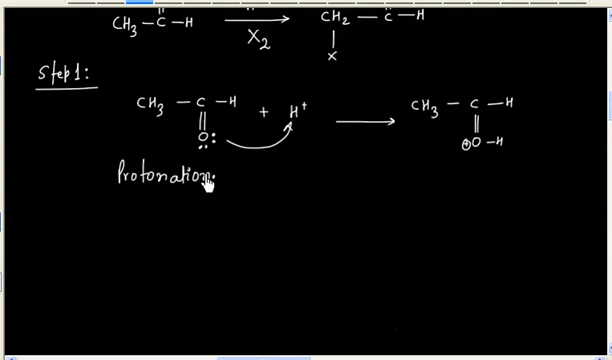 CH3 — C — H → CH2 — C — H
X2
X
Step 1:
CH3 — C — H + H+ → CH3 — C — H
O: ⊕O — H
Protonation